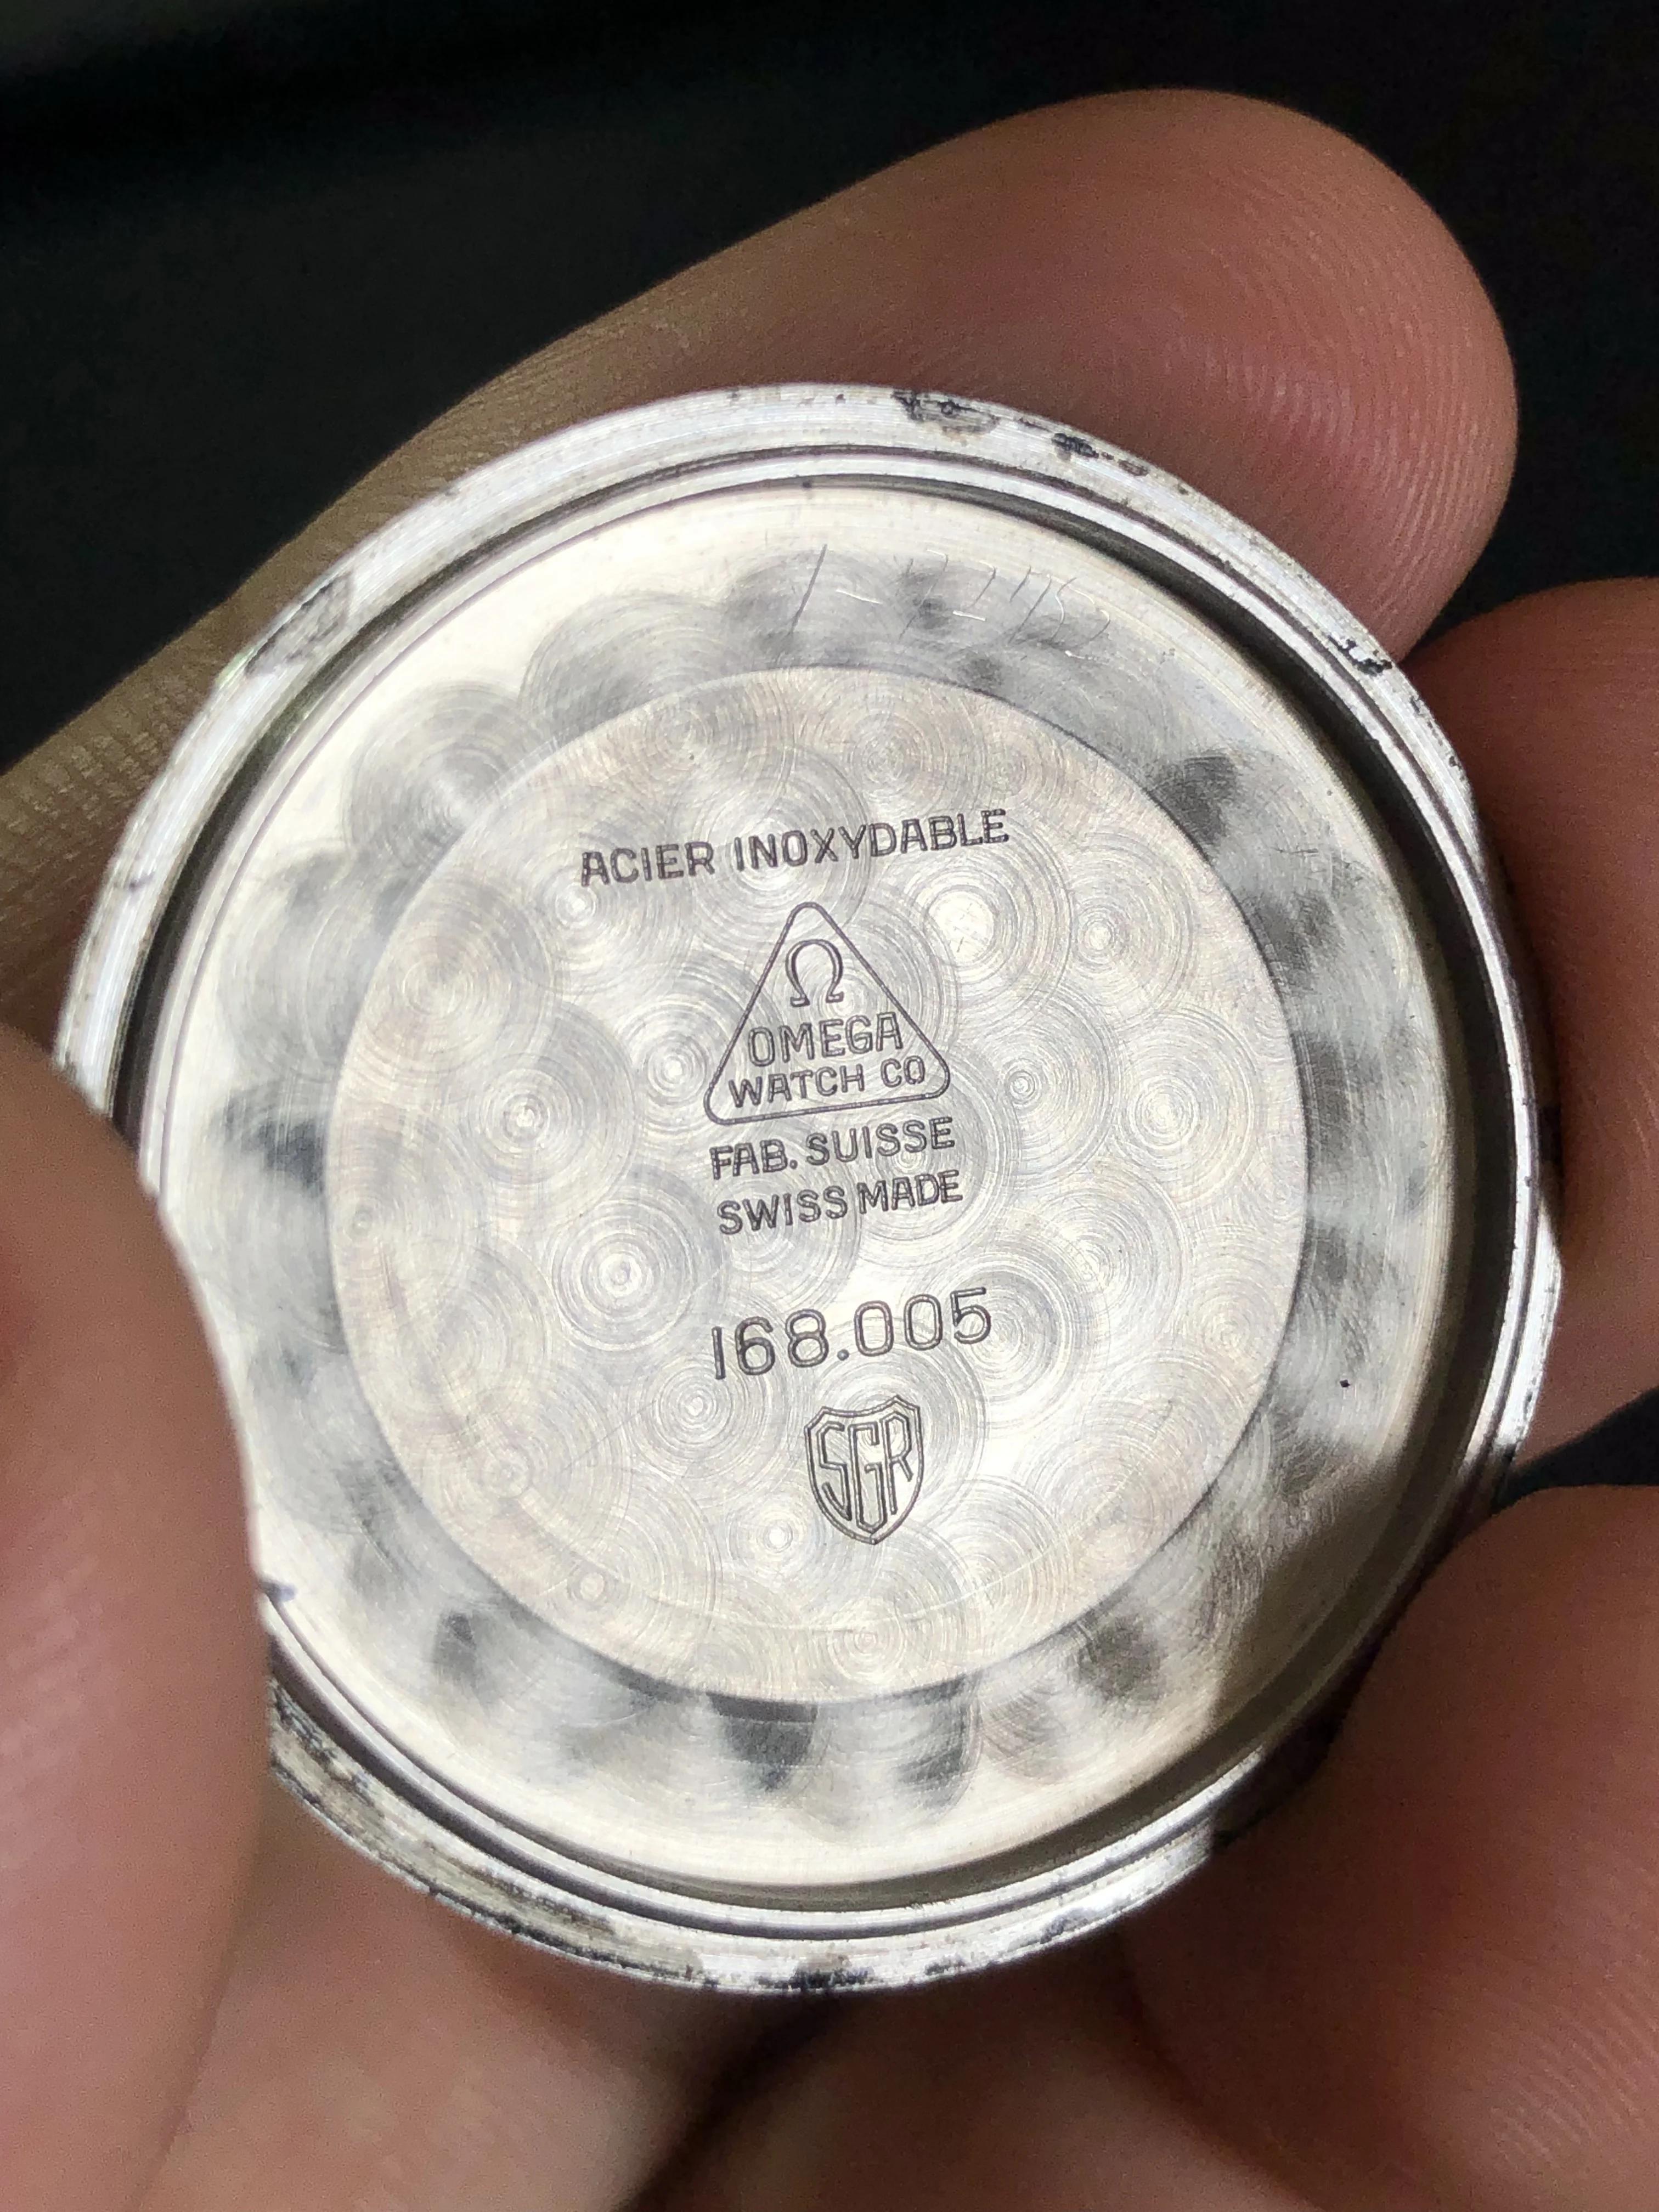 ACIER INOXYDABLE
Ω
OMEGA
WATCH CO
FAB. SUISSE
SWISS MADE
168.005
SGR